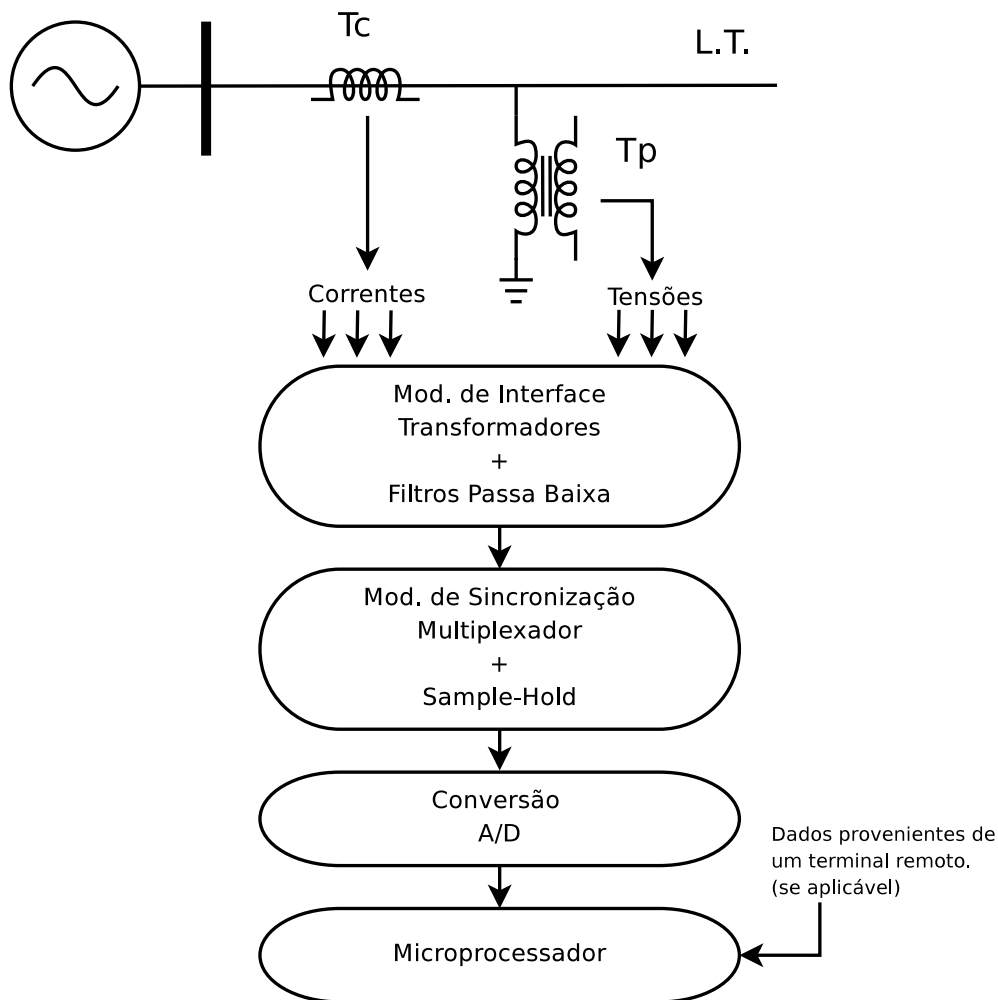 Tc
L.T.
Tp
Correntes
Tensões
Mod. de Interface
Transformadores
+
Filtros Passa Baixa
Mod. de Sincronização
Multiplexador
+
Sample-Hold
Conversão
A/D
Dados provenientes de
um terminal remoto.
(se aplicável)
Microprocessador